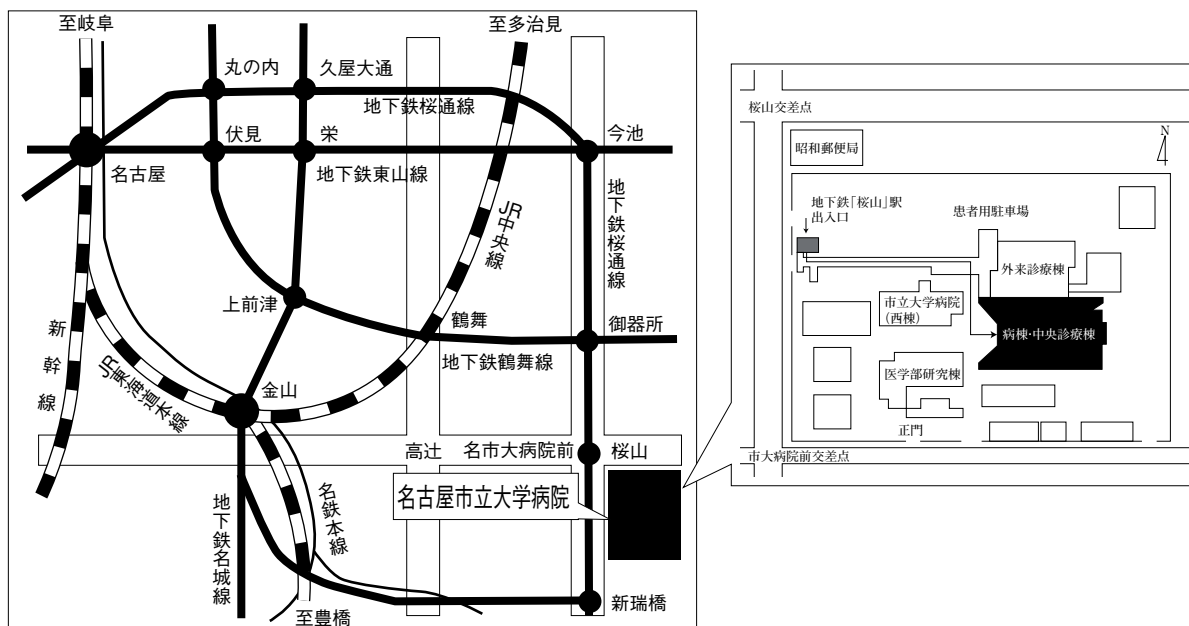 至岐阜
至多治見
丸の内
久屋大通
地下鉄桜通線
伏見
栄
今池
名古屋
地下鉄東山線
地下鉄桜通線
JR中央線
上前津
鶴舞
御器所
地下鉄鶴舞線
新幹線
JR東海道本線
金山
高辻
名市大病院前
桜山
名古屋市立大学病院
地下鉄名城線
名鉄本線
至豊橋
新瑞橋
桜山交差点
昭和郵便局
N
地下鉄「桜山」駅
出入口
患者用駐車場
外来診療棟
市立大学病院
(西棟)
病棟・中央診療棟
医学部研究棟
正門
市大病院前交差点